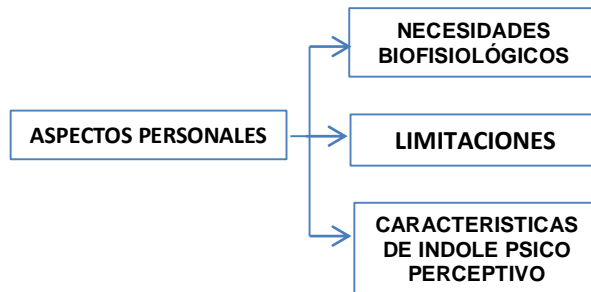 ASPECTOS PERSONALES
NECESIDADES
BIOFISIOLÓGICOS
LIMITACIONES
CARACTERISTICAS
DE INDOLE PSICO
PERCEPTIVO